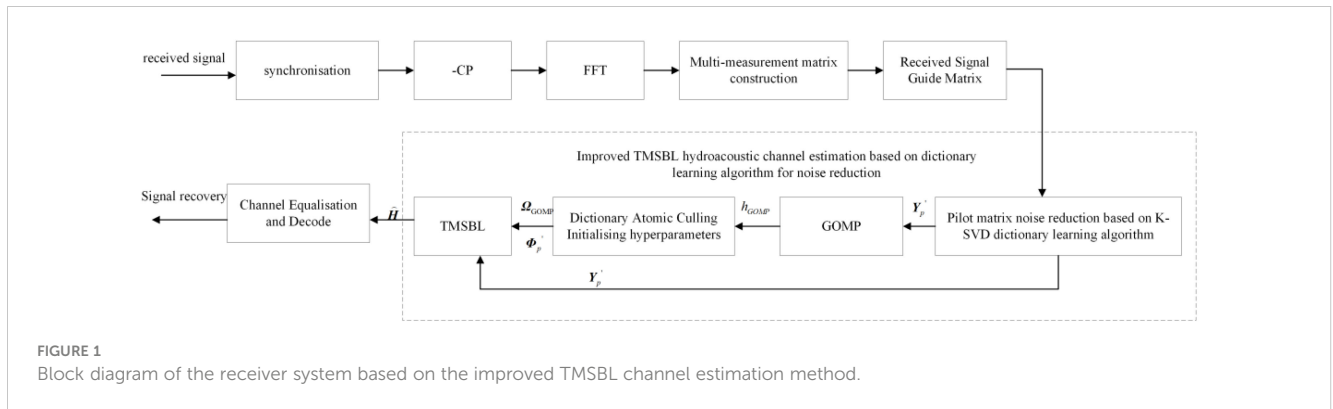 received signal
synchronisation
-CP
FFT
Multi-measurement matrix
construction
Received Signal
Guide Matrix
Improved TMSBL hydroacoustic channel estimation based on dictionary
learning algorithm for noise reduction
Signal recovery
Channel Equalisation
and Decode
Ĥ
TMSBL
Ω_GOMP
Φ_p'
Dictionary Atomic Culling
Initialising hyperparameters
h_GOMP
GOMP
Y_p'
Pilot matrix noise reduction based on K-
SVD dictionary learning algorithm
Y_p'
FIGURE 1
Block diagram of the receiver system based on the improved TMSBL channel estimation method.